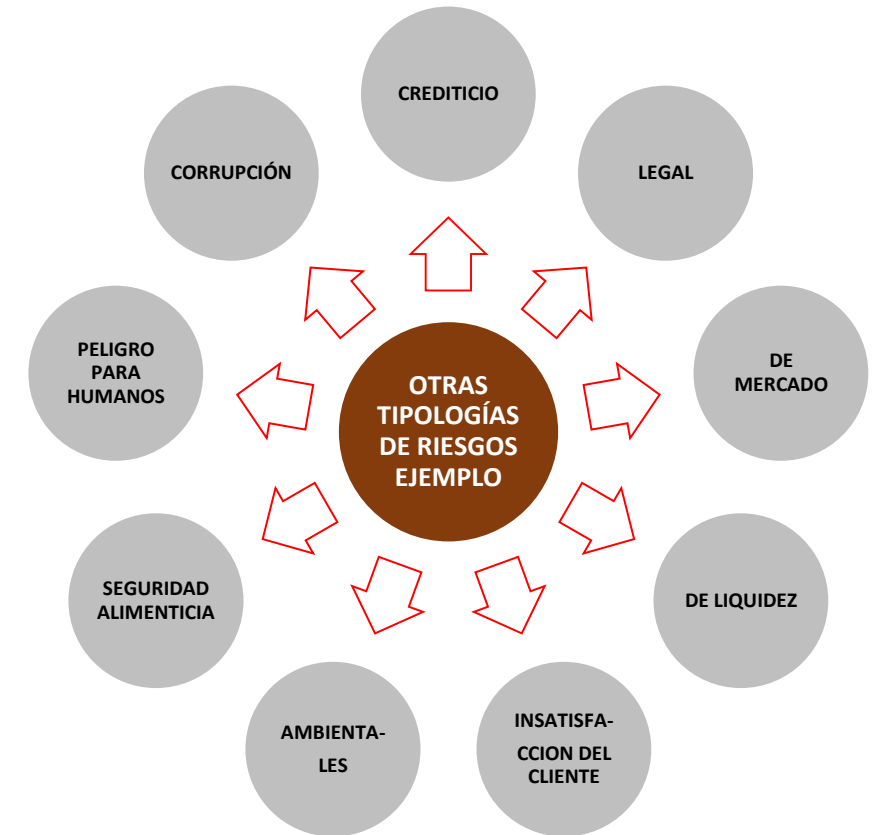 CREDITICIO
LEGAL
DE
MERCADO
DE LIQUIDEZ
INSATISFA-
CCION DEL
CLIENTE
AMBIENTA-
LES
SEGURIDAD
ALIMENTICIA
PELIGRO
PARA
HUMANOS
CORRUPCIÓN
OTRAS
TIPOLOGÍAS
DE RIESGOS
EJEMPLO